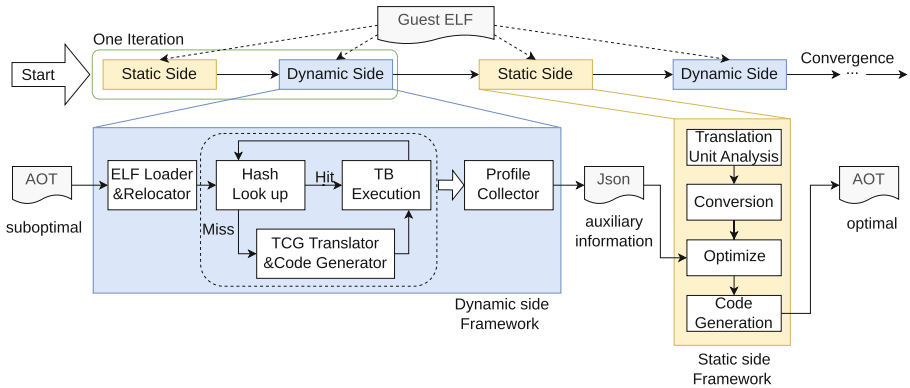 Guest ELF
One Iteration
Start
Static Side
Dynamic Side
Static Side
Dynamic Side
Convergence
...
AOT
suboptimal
ELF Loader
&Relocator
Hash
Look up
Hit
TB
Execution
Miss
TCG Translator
&Code Generator
Profile
Collector
Dynamic side
Framework
Json
auxiliary
information
Translation
Unit Analysis
Conversion
Optimize
Code
Generation
Static side
Framework
AOT
optimal